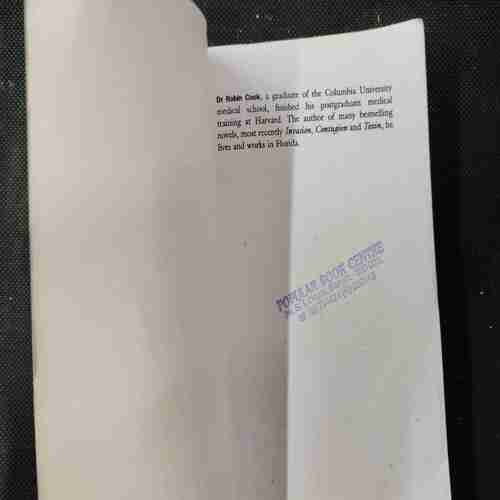 Dr Robin Cook, a graduate of the Columbia University
medical school, finished his postgraduate medical
training at Harvard. The author of many bestselling
novels, most recently Invasion, Contagion and Toxin, he
lives and works in Florida.
POPULAR BOOK CENTRE